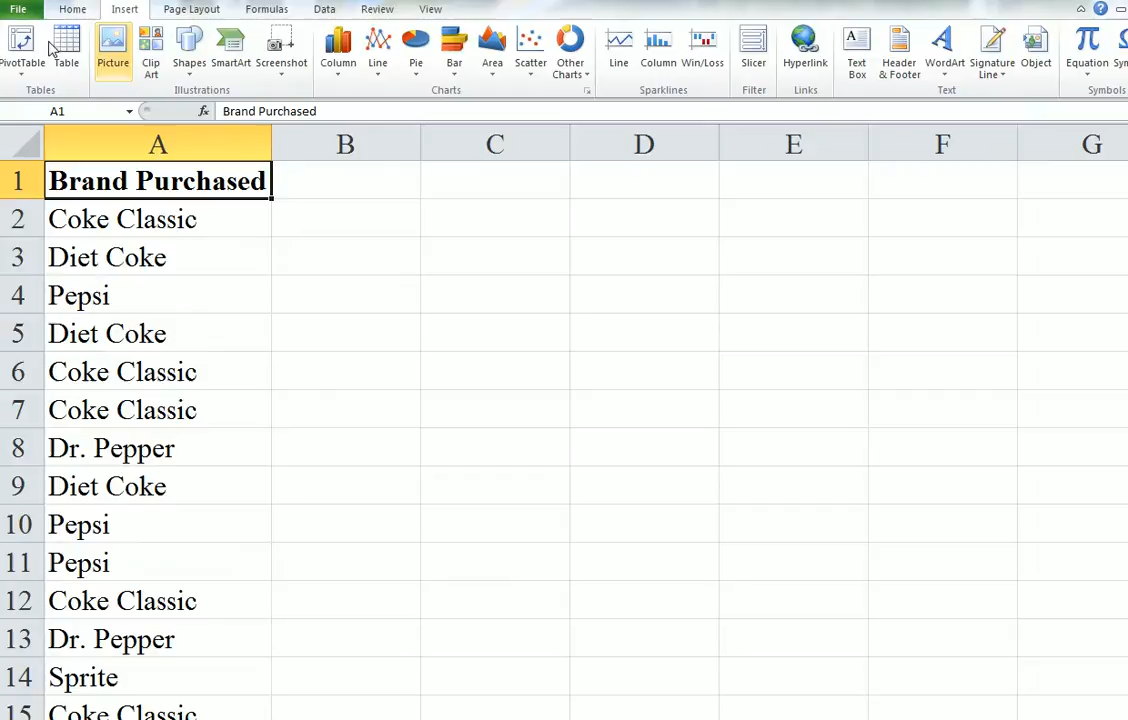 File Home Insert Page Layout Formulas Data Review View
PivotTable Table Picture Clip Art Shapes SmartArt Screenshot Column Line Pie Bar Area Scatter Other Charts Line Column Win/Loss Slicer Hyperlink Text Box Header & Footer WordArt Signature Line Object Equation
Tables Illustrations Charts Sparklines Filter Links Text Symbols
A1 fx Brand Purchased
A B C D E F G
1 Brand Purchased
2 Coke Classic
3 Diet Coke
4 Pepsi
5 Diet Coke
6 Coke Classic
7 Coke Classic
8 Dr. Pepper
9 Diet Coke
10 Pepsi
11 Pepsi
12 Coke Classic
13 Dr. Pepper
14 Sprite
15 Coke Classic